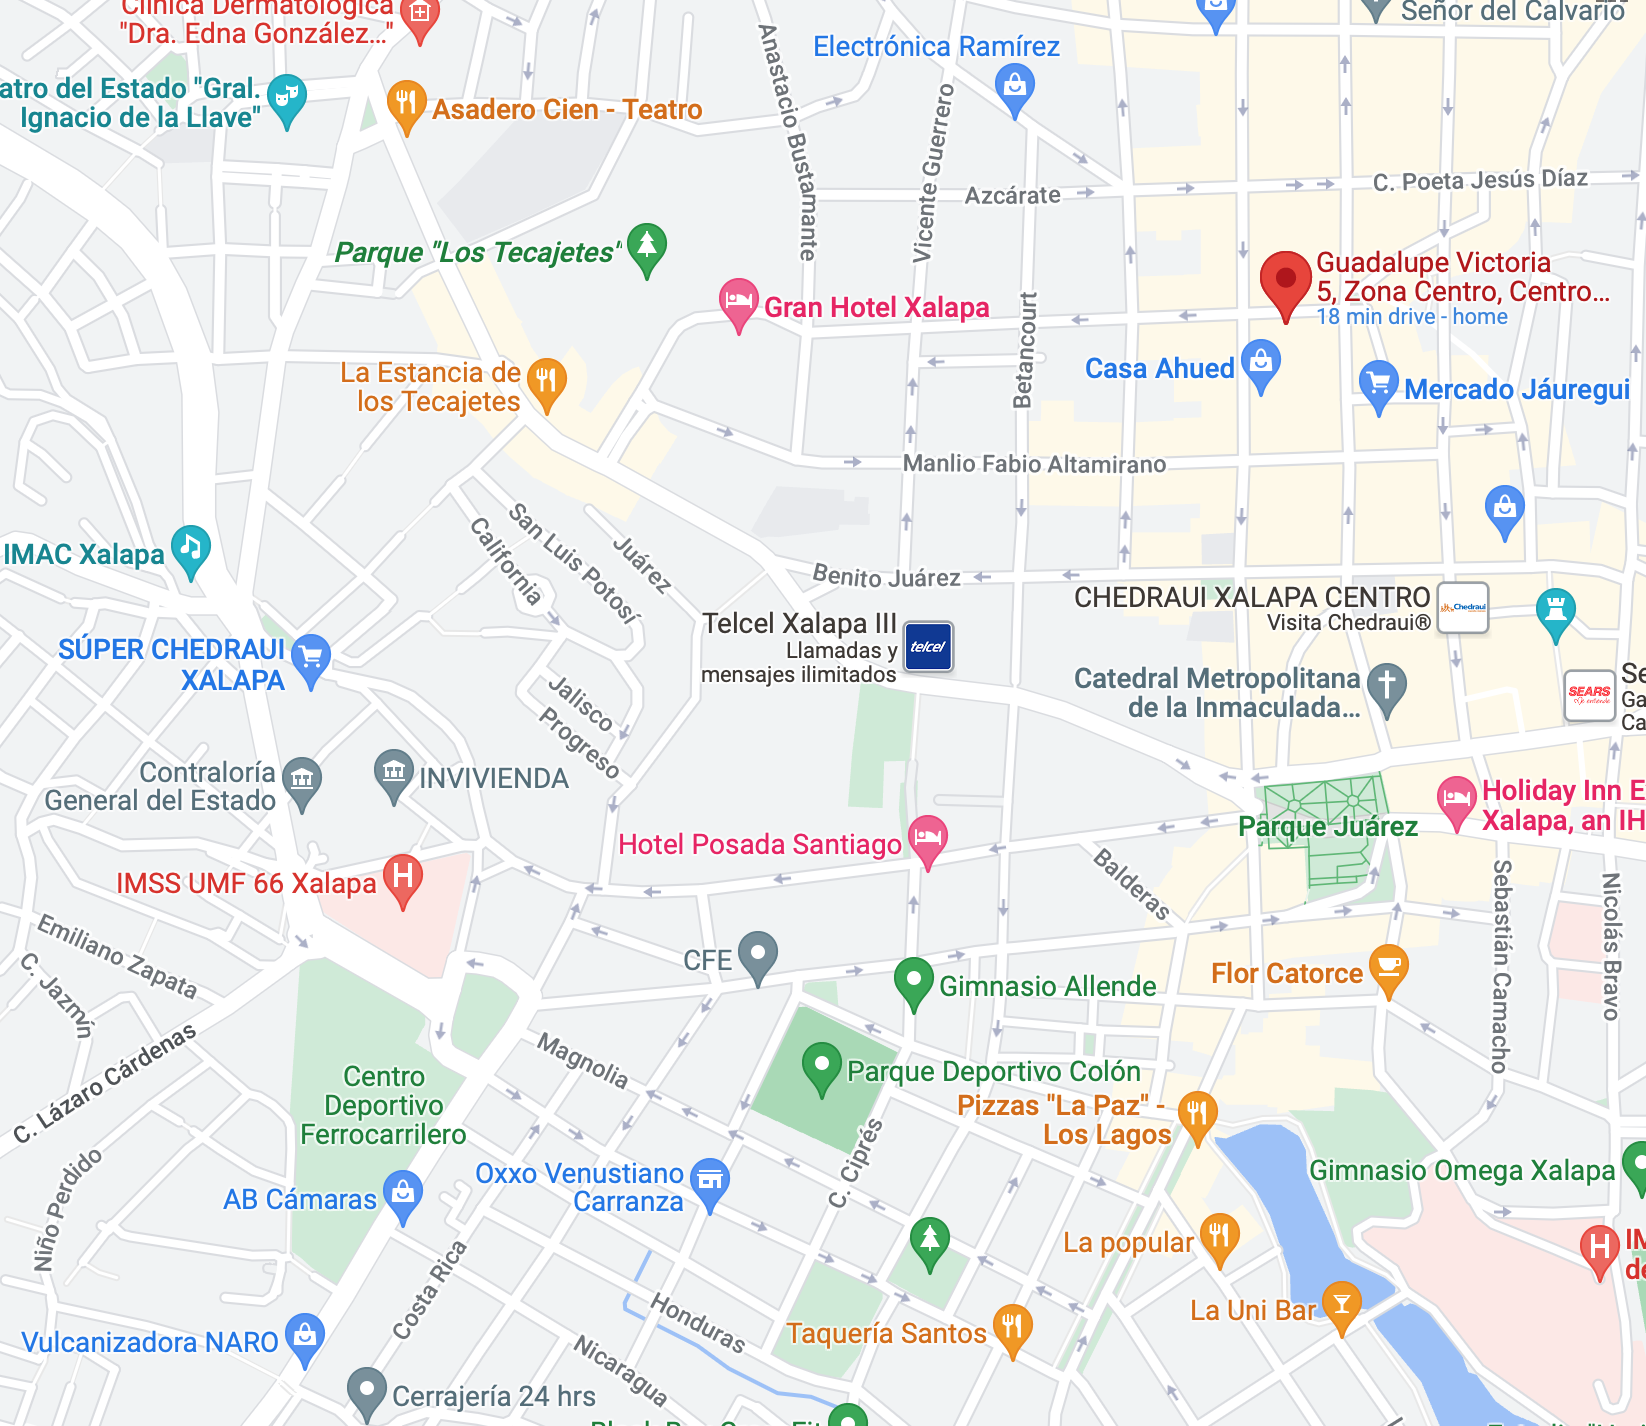 Clínica Dermatológica
"Dra. Edna González..."
Señor del Calvario
Electrónica Ramírez
atro del Estado "Gral.
Ignacio de la Llave"
Asadero Cien - Teatro
Anastacio Bustamante
Vicente Guerrero
Azcárate
C. Poeta Jesús Díaz
Parque "Los Tecajetes"
Gran Hotel Xalapa
Guadalupe Victoria
5, Zona Centro, Centro...
18 min drive - home
Betancourt
La Estancia de
los Tecajetes
Casa Ahued
Mercado Jáuregui
Manlio Fabio Altamirano
IMAC Xalapa
California
San Luis Potosí
Juárez
Benito Juárez
CHEDRAUI XALAPA CENTRO
Visita Chedraui®
Chedraui
Telcel Xalapa III
Llamadas y
mensajes ilimitados
telcel
SÚPER CHEDRAUI
XALAPA
Catedral Metropolitana
de la Inmaculada...
SEARS
Se
Ga
Ca
Jalisco
Progreso
Contraloría
General del Estado
INVIVIENDA
Holiday Inn E
Xalapa, an IH
Parque Juárez
Hotel Posada Santiago
Balderas
IMSS UMF 66 Xalapa
H
Sebastián Camacho
Nicolás Bravo
Emiliano Zapata
C. Jazmín
CFE
Gimnasio Allende
Flor Catorce
C. Lázaro Cárdenas
Magnolia
Centro
Deportivo
Ferrocarrilero
Parque Deportivo Colón
Pizzas "La Paz" -
Los Lagos
C. Ciprés
Gimnasio Omega Xalapa
Niño Perdido
AB Cámaras
Oxxo Venustiano
Carranza
La popular
H
IM
de
Costa Rica
Honduras
La Uni Bar
Taquería Santos
Vulcanizadora NARO
Nicaragua
Cerrajería 24 hrs